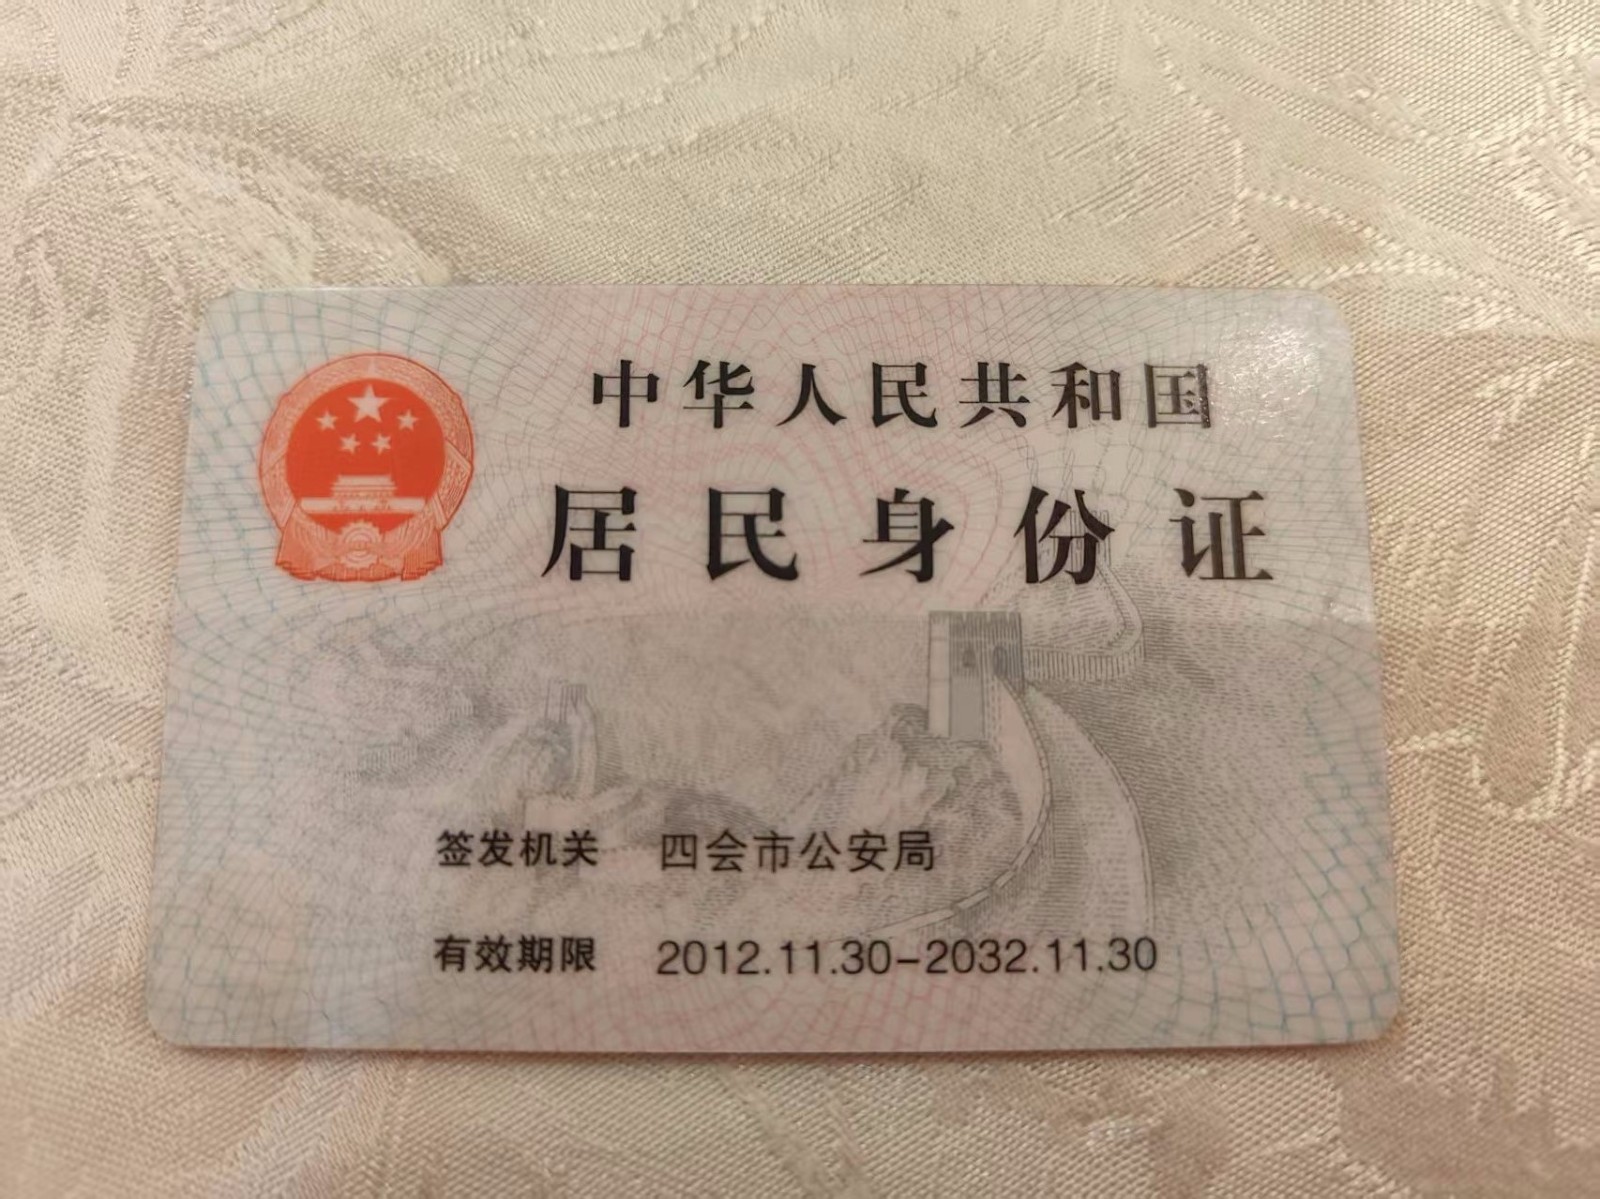 中华人民共和国
居民身份证
签发机关 四会市公安局
有效期限 2012.11.30-2032.11.30